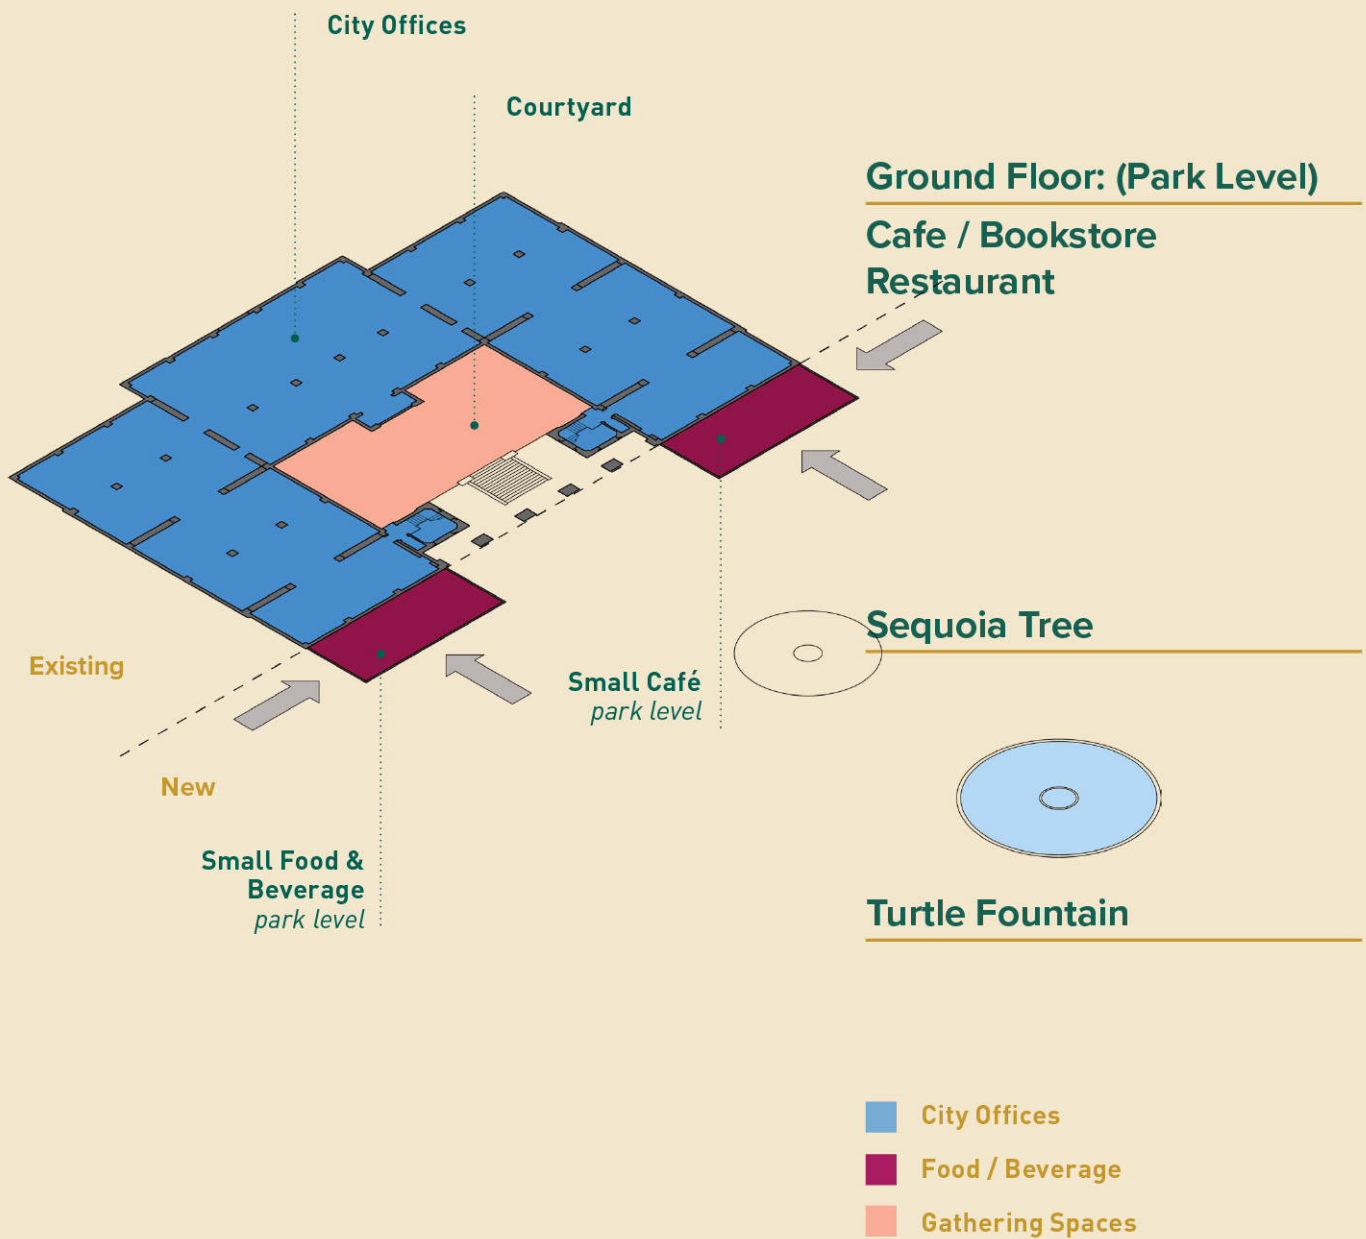 City Offices
Courtyard
Ground Floor: (Park Level)
Cafe / Bookstore
Restaurant
Existing
New
Small Café
park level
Sequoia Tree
Small Food &
Beverage
park level
Turtle Fountain
City Offices
Food / Beverage
Gathering Spaces